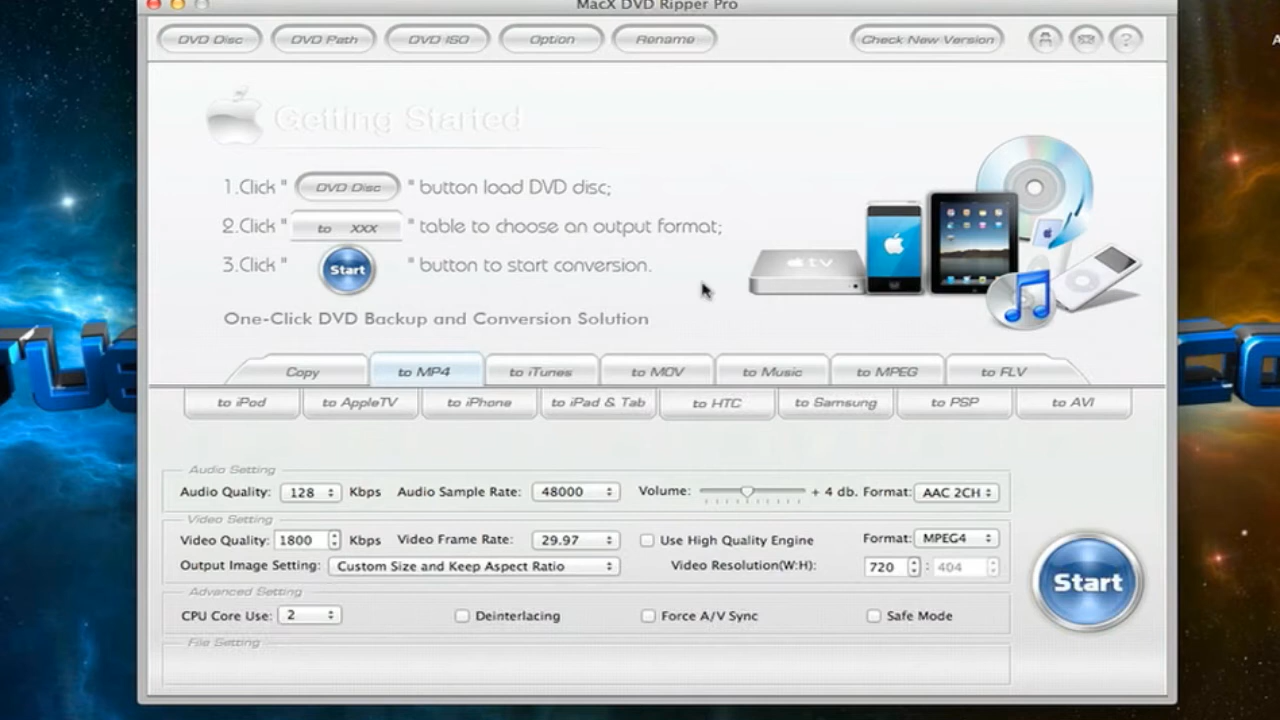 MacX DVD Ripper Pro
DVD Disc DVD Path DVD ISO Option Rename Check New Version ?
Getting Started
1.Click " DVD Disc " button load DVD disc;
2.Click " to XXX " table to choose an output format;
3.Click " Start " button to start conversion.
tv
One-Click DVD Backup and Conversion Solution
Copy to MP4 to iTunes to MOV to Music to MPEG to FLV
to iPod to AppleTV to iPhone to iPad & Tab to HTC to Samsung to PSP to AVI
Audio Setting
Audio Quality: 128 Kbps Audio Sample Rate: 48000 Volume: + 4 db. Format: AAC 2CH
Video Setting
Video Quality: 1800 Kbps Video Frame Rate: 29.97 Use High Quality Engine Format: MPEG4
Output Image Setting: Custom Size and Keep Aspect Ratio Video Resolution(W:H): 720 : 404
Advanced Setting
CPU Core Use: 2 Deinterlacing Force A/V Sync Safe Mode
File Setting
Start